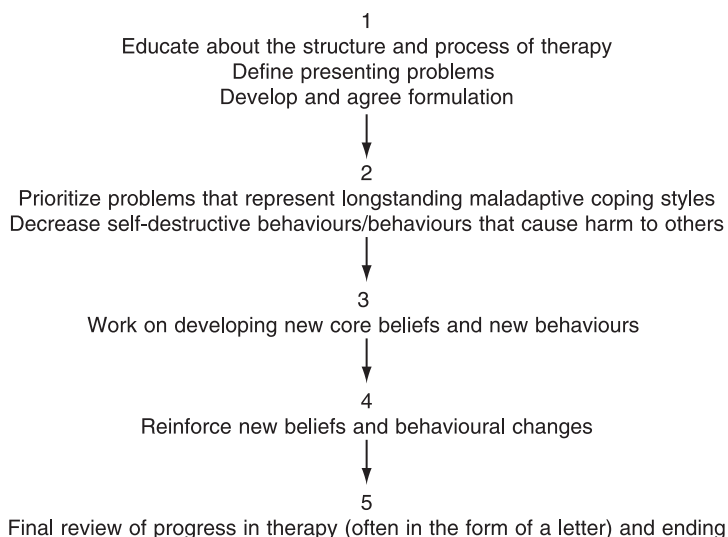 1
Educate about the structure and process of therapy
Define presenting problems
Develop and agree formulation
2
Prioritize problems that represent longstanding maladaptive coping styles
Decrease self-destructive behaviours/behaviours that cause harm to others
3
Work on developing new core beliefs and new behaviours
4
Reinforce new beliefs and behavioural changes
5
Final review of progress in therapy (often in the form of a letter) and ending